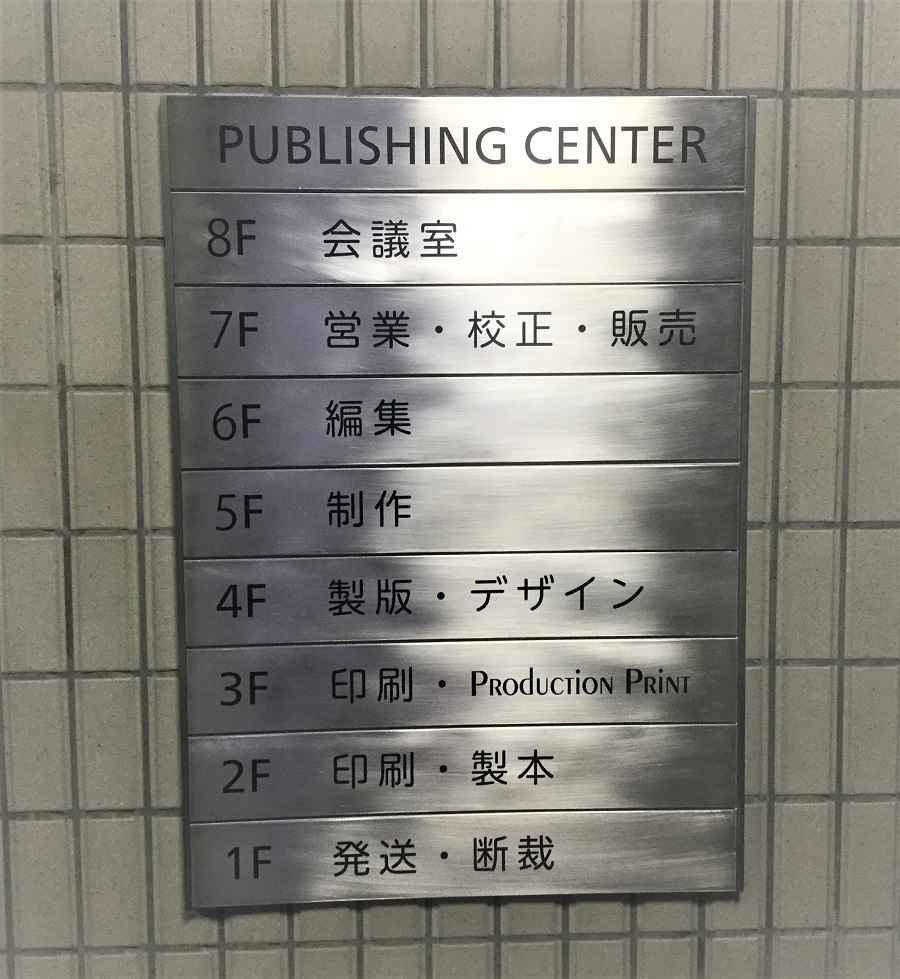 PUBLISHING CENTER
8F 会議室
7F 営業・校正・販売
6F 編集
5F 制作
4F 製版・デザイン
3F 印刷・Production Print
2F 印刷・製本
1F 発送・断裁